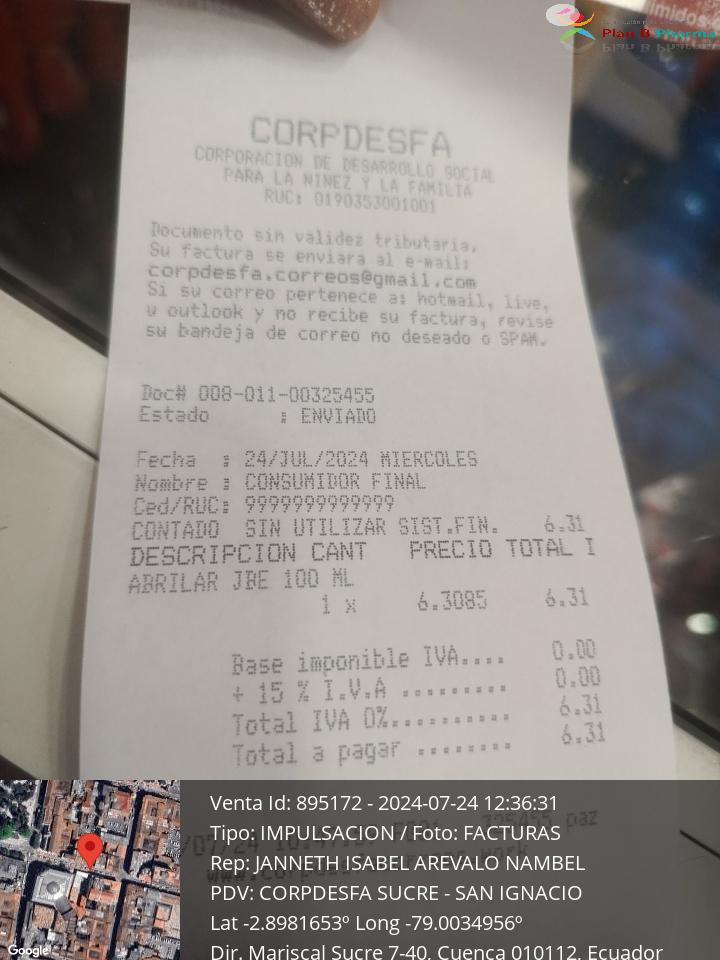 Plan B Pharma
CORPDESFA
CORPORACION DE DESARROLLO SOCIAL
PARA LA NINEZ Y LA FAMILIA
RUC: 0190353001001
Documento sin validez tributaria.
Su factura se enviara al e-mail:
corpdesfa.correos@gmail.com
Si su correo pertenece a: hotmail, live,
u outlook y no recibe su factura, revise
su bandeja de correo no deseado o SPAM.
Doc# 008-011-00325455
Estado : ENVIADO
Fecha : 24/JUL/2024 MIERCOLES
Nombre : CONSUMIDOR FINAL
Ced/RUC: 9999999999999
CONTADO SIN UTILIZAR SIST.FIN. 6.31
DESCRIPCION CANT PRECIO TOTAL I
ABRILAR JBE 100 ML
1 x 6.3085 6.31
Base imponible IVA.... 0.00
+ 15 % I.V.A ......... 0.00
Total IVA 0%.......... 6.31
Total a pagar ........ 6.31
Venta Id: 895172 - 2024-07-24 12:36:31
Tipo: IMPULSACION / Foto: FACTURAS
Rep: JANNETH ISABEL AREVALO NAMBEL
PDV: CORPDESFA SUCRE - SAN IGNACIO
Lat -2.8981653º Long -79.0034956º
Dir. Mariscal Sucre 7-40, Cuenca 010112, Ecuador
Google